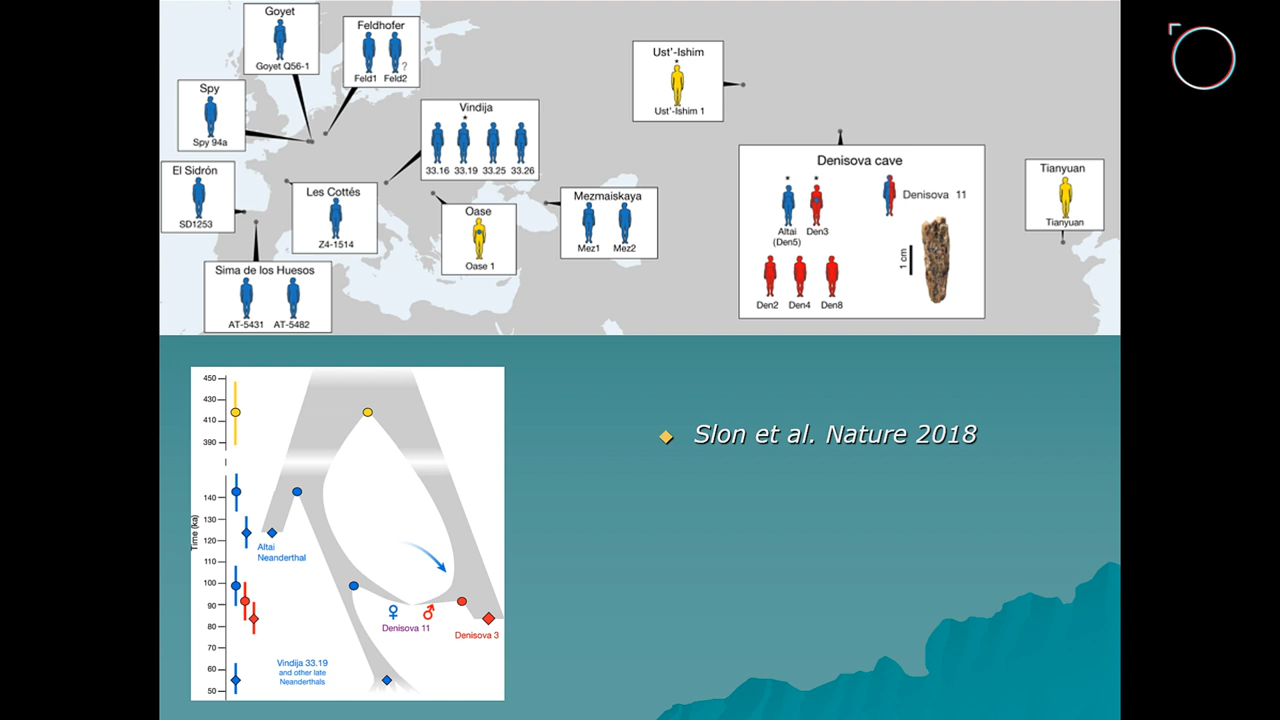 Goyet
Goyet Q56-1
Feldhofer
?
Feld1 Feld2
Spy
Spy 94a
Vindija
*
33.16 33.19 33.25 33.26
Ust'-Ishim
*
Ust'-Ishim 1
El Sidrón
SD1253
Les Cottés
Z4-1514
Oase
Oase 1
Mezmaiskaya
Mez1 Mez2
Sima de los Huesos
AT-5431 AT-5482
Denisova cave
* *
Altai Den3
(Den5)
Denisova 11
1 cm
Den2 Den4 Den8
Tianyuan
Tianyuan
Time (ka)
450
430
410
390
140
130
120
110
100
90
80
70
60
50
Altai
Neanderthal
♀ ♂
Denisova 11
Denisova 3
Vindija 33.19
and other late
Neanderthals
Slon et al. Nature 2018